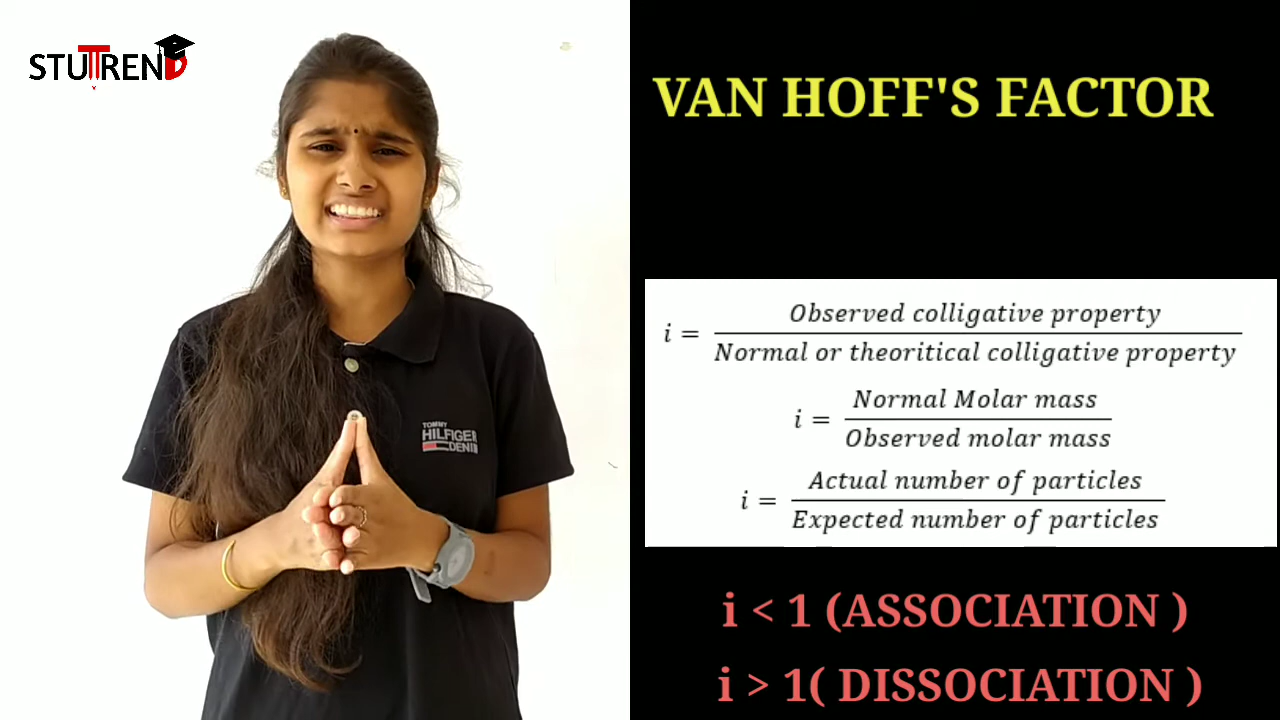 STUTREND
VAN HOFF'S FACTOR
i = Observed colligative property / Normal or theoritical colligative property
i = Normal Molar mass / Observed molar mass
i = Actual number of particles / Expected number of particles
i < 1 (ASSOCIATION )
i > 1( DISSOCIATION )
TOMMY
HILFIGER
DENIM